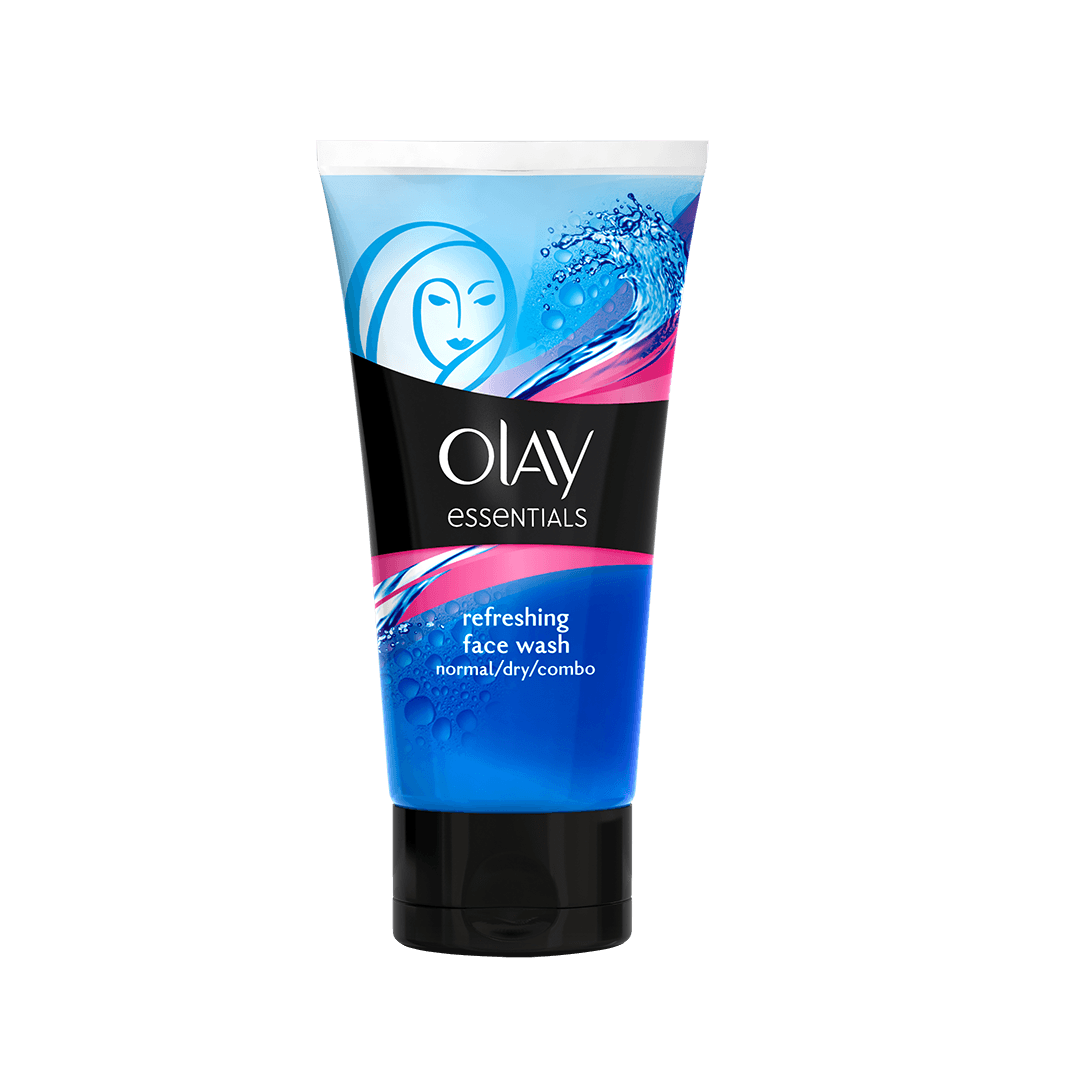 OLAY
ESSENTIALS
refreshing
face wash
normal/dry/combo